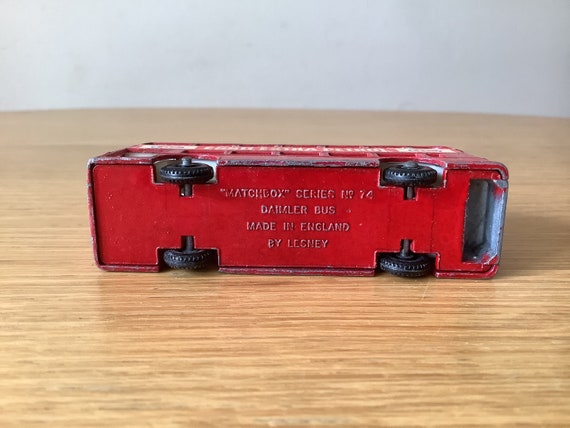 "MATCHBOX" SERIES Nº 74
DAIMLER BUS
MADE IN ENGLAND
BY LESNEY